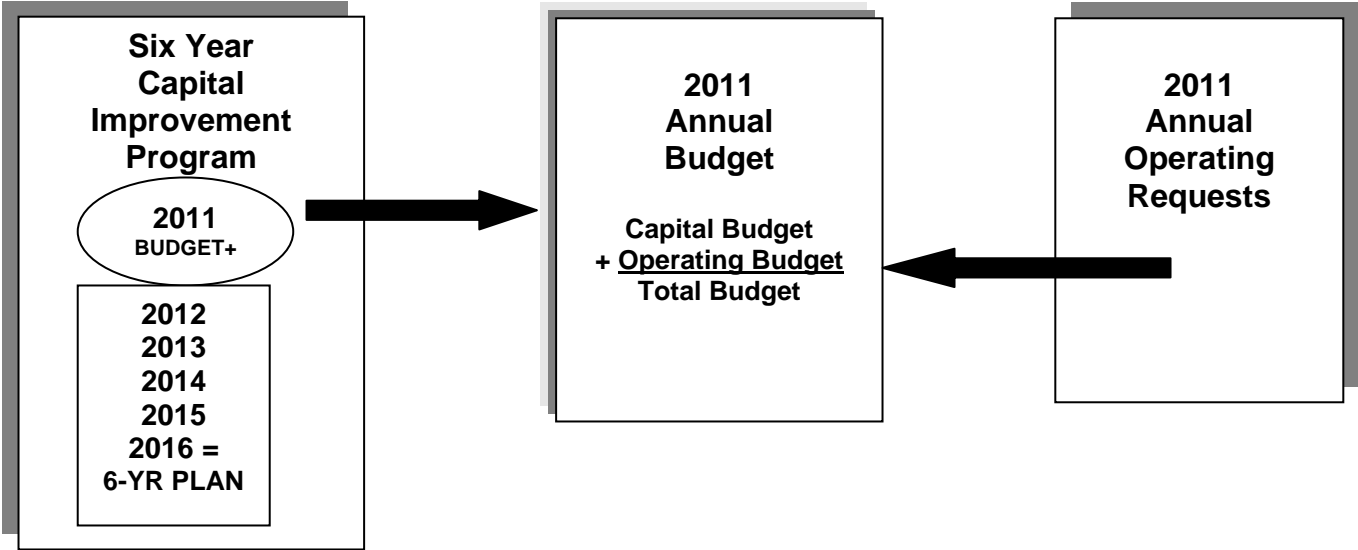 Six Year
Capital
Improvement
Program
2011
BUDGET+
2012
2013
2014
2015
2016 =
6-YR PLAN
2011
Annual
Budget
Capital Budget
+ Operating Budget
Total Budget
2011
Annual
Operating
Requests